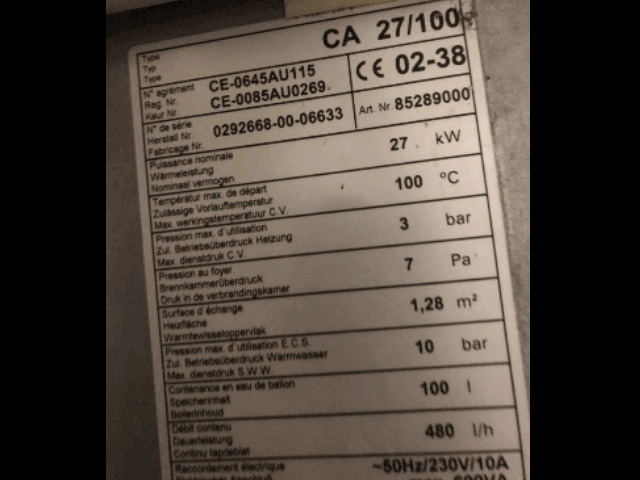 Type
Typ
Type
CA 27/100
N° agrément
Reg. Nr.
Keur Nr.
CE-0645AU115
CE-0085AU0269.
CE 02-38
N° de série
Herstell Nr.
Fabricage Nr.
0292668-00-06633
Art. Nr 85289000
Puissance nominale
Wärmeleistung
Nominaal vermogen
27 kW
Températur max. de départ
Zulässige Vorlauftemperatur
Max. werkingstemperatuur C.V.
100 °C
Pression max. d'utilisation
Zul. Betriebsüberdruck Heizung
Max. dienstdruk C.V.
3 bar
Pression au foyer
Brennkammerüberdruck
Druk in de verbrandingskamer
7 Pa
Surface d'échange
Heizfläche
Warmtewisseloppervlak
1,28 m²
Pression max. d'utilisation E.C.S.
Zul. Betriebsüberdruck Warmwasser
Max. dienstdruk S.W.W.
10 bar
Contenance en eau de ballon
Speicherinhalt
Boilerinhoud
100 l
Débit contenu
Dauerleistung
Continu tapdebiet
480 l/h
Raccordement électrique
~50Hz/230V/10A